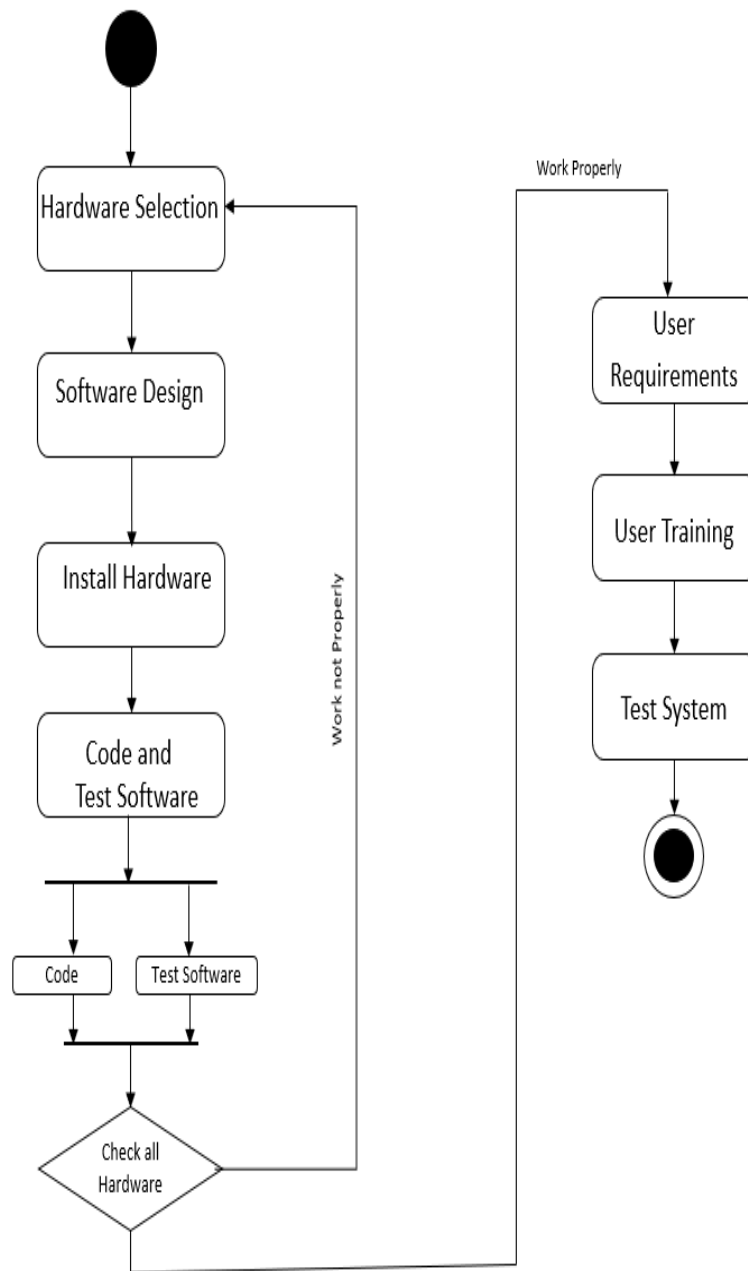 Hardware Selection
Software Design
Install Hardware
Code and
Test Software
Code
Test Software
Check all
Hardware
Work not Properly
Work Properly
User
Requirements
User Training
Test System